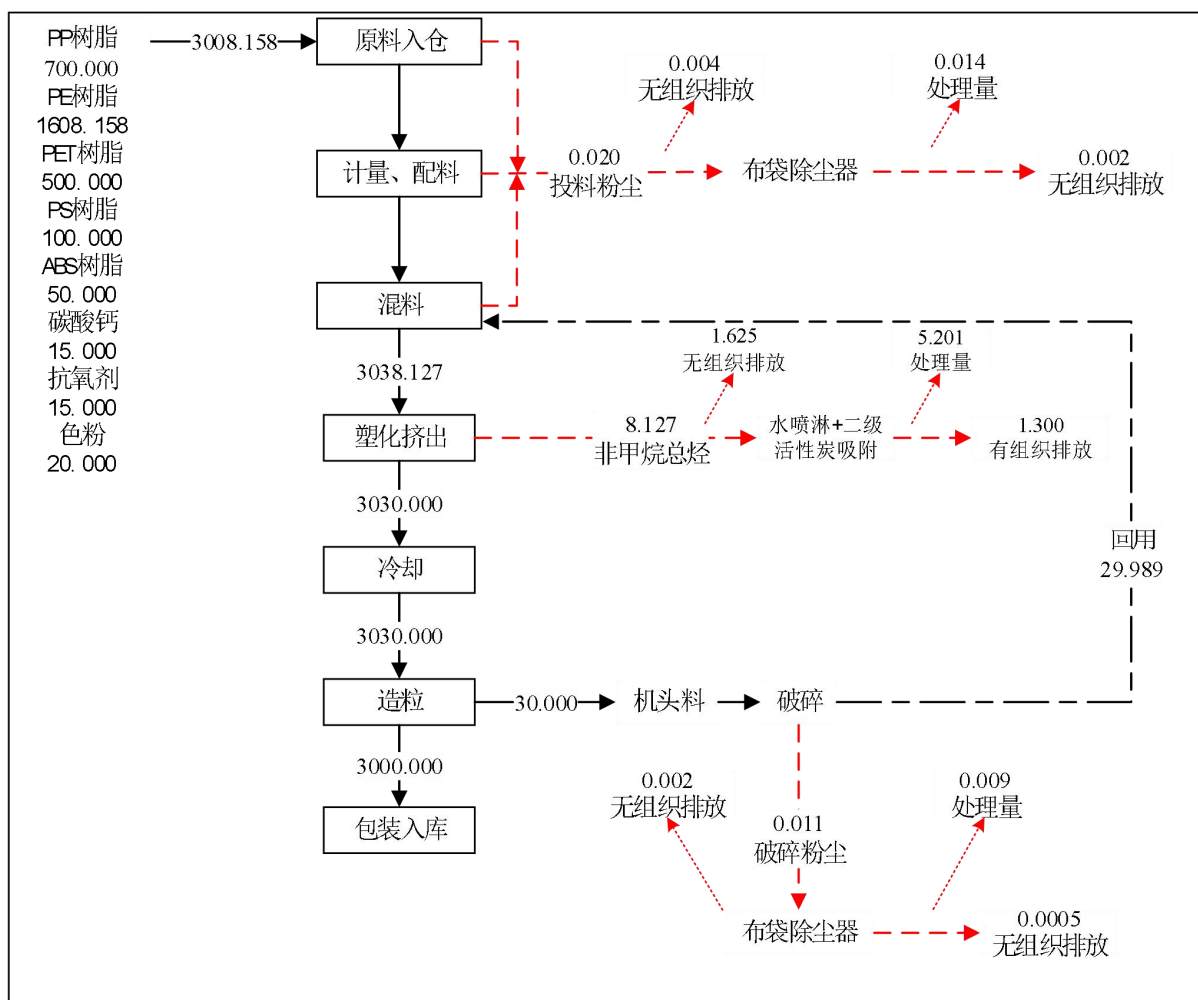 PP树脂
700.000
PE树脂
1608.158
PET树脂
500.000
PS树脂
100.000
ABS树脂
50.000
碳酸钙
15.000
抗氧剂
15.000
色粉
20.000
3008.158
原料入仓
计量、配料
0.020
投料粉尘
0.004
无组织排放
布袋除尘器
0.014
处理量
0.002
无组织排放
混料
3038.127
塑化挤出
8.127
非甲烷总烃
1.625
无组织排放
水喷淋+二级
活性炭吸附
5.201
处理量
1.300
有组织排放
3030.000
冷却
回用
29.989
3030.000
造粒
30.000
机头料
破碎
3000.000
包装入库
0.002
无组织排放
0.011
破碎粉尘
0.009
处理量
布袋除尘器
0.0005
无组织排放